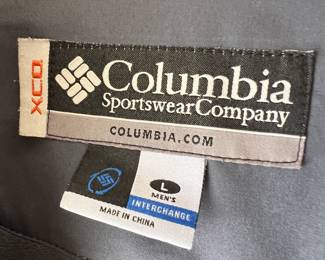 XCO
Columbia
SportswearCompany
COLUMBIA.COM
L
MEN'S
INTERCHANGE
MADE IN CHINA